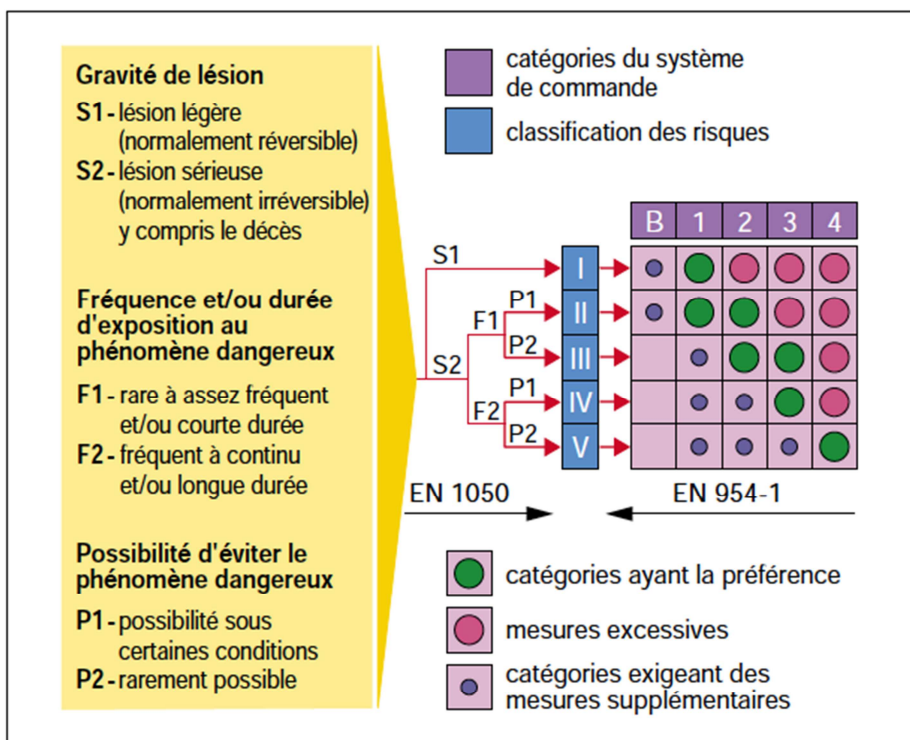 Gravité de lésion
S1- lésion légère
(normalement réversible)
S2- lésion sérieuse
(normalement irréversible)
y compris le décès
Fréquence et/ou durée
d'exposition au
phénomène dangereux
F1 - rare à assez fréquent
et/ou courte durée
F2 - fréquent à continu
et/ou longue durée
Possibilité d'éviter le
phénomène dangereux
P1 - possibilité sous
certaines conditions
P2 - rarement possible
catégories du système
de commande
classification des risques
B 1 2 3 4
S1 I
F1 P1 II
S2 P2 III
F2 P1 IV
P2 V
EN 1050
EN 954-1
catégories ayant la préférence
mesures excessives
catégories exigeant des
mesures supplémentaires